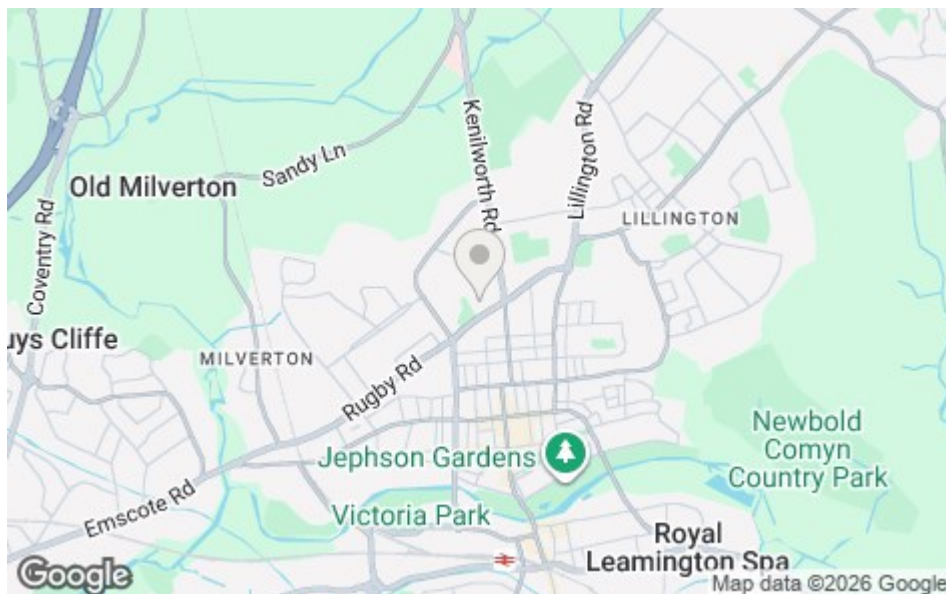 Kenilworth Rd
Lillington Rd
Sandy Ln
Old Milverton
LILLINGTON
Coventry Rd
uys Cliffe
MILVERTON
Rugby Rd
Newbold
Comyn
Country Park
Jephson Gardens
Emscote Rd
Victoria Park
Royal
Leamington Spa
Google
Map data ©2026 Google